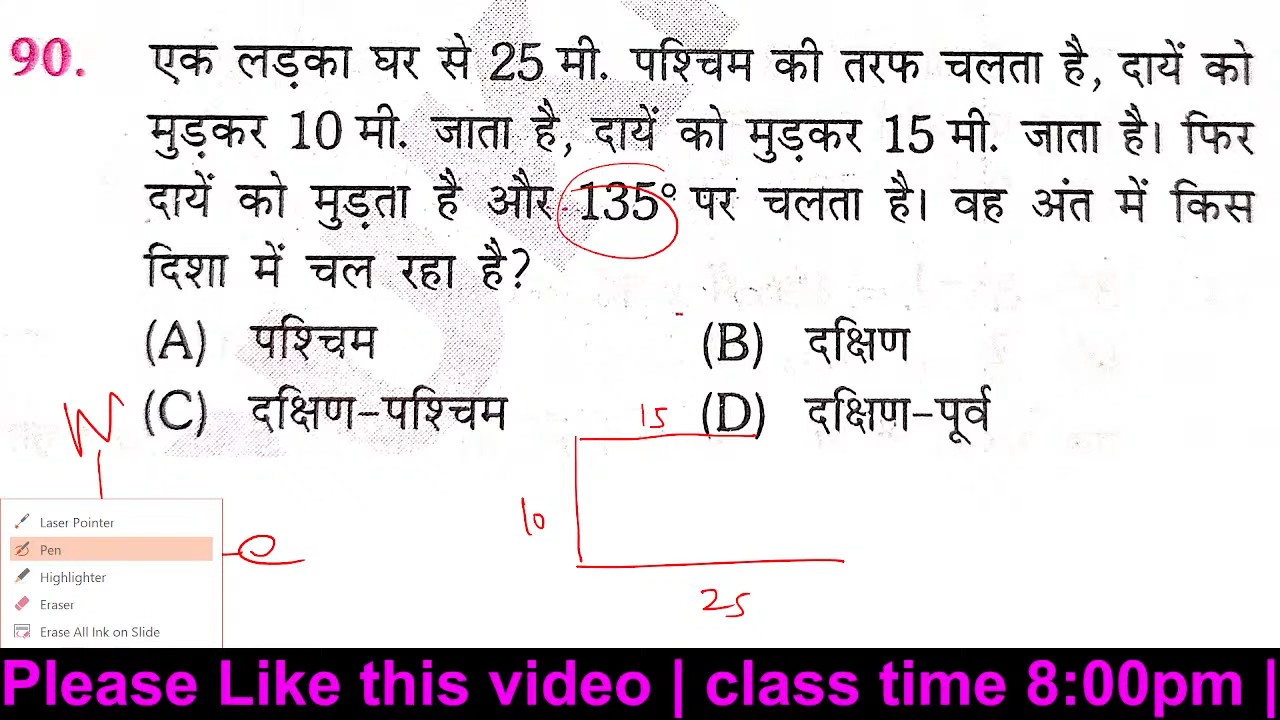 90. एक लड़का घर से 25 मी. पश्चिम की तरफ चलता है, दायें को
मुड़कर 10 मी. जाता है, दायें को मुड़कर 15 मी. जाता है। फिर
दायें को मुड़ता है और 135° पर चलता है। वह अंत में किस
दिशा में चल रहा है?
(A) पश्चिम (B) दक्षिण
(C) दक्षिण-पश्चिम (D) दक्षिण-पूर्व
N
15
10
25
e
Laser Pointer
Pen
Highlighter
Eraser
Erase All Ink on Slide
Please Like this video | class time 8:00pm |